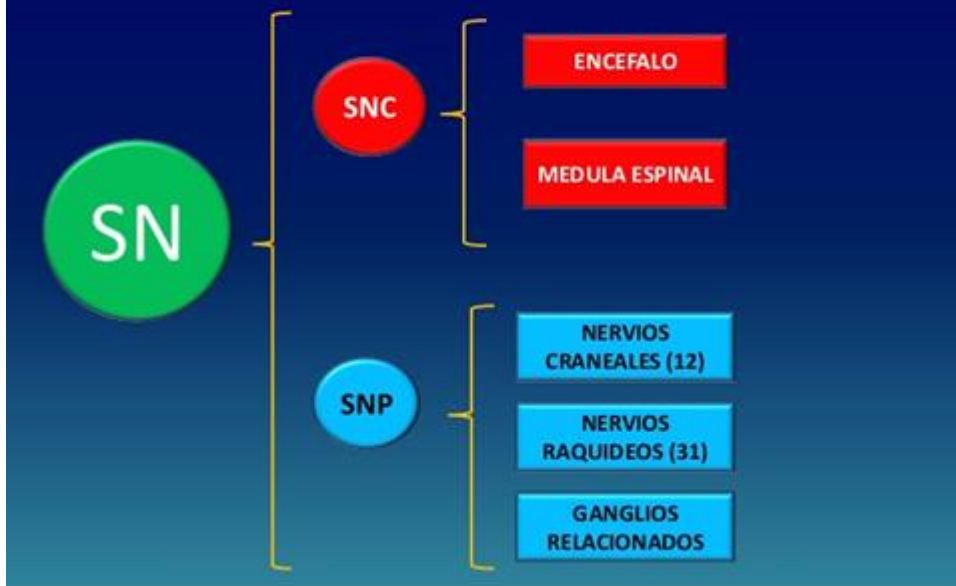 SN
SNC
ENCEFALO
MEDULA ESPINAL
SNP
NERVIOS
CRANEALES (12)
NERVIOS
RAQUIDEOS (31)
GANGLIOS
RELACIONADOS